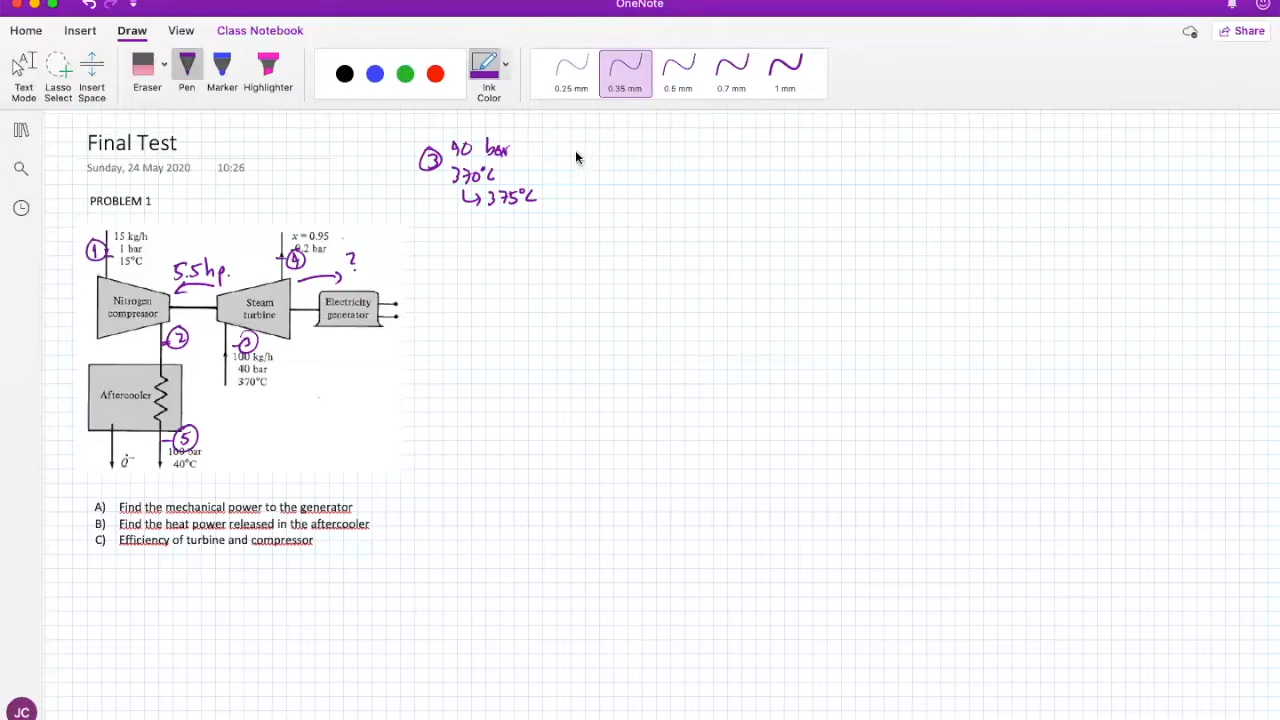 OneNote
Home Insert Draw View Class Notebook Share
Text Mode Lasso Select Insert Space Eraser Pen Marker Highlighter Ink Color 0.25 mm 0.35 mm 0.5 mm 0.7 mm 1 mm
Final Test
Sunday, 24 May 2020 10:26
PROBLEM 1
3 40 bar
370°C
↳ 375°C
15 kg/h
1 bar
15°C
1
x = 0.95
0.2 bar
4
5.5 hp.
?
Nitrogen compressor
Steam turbine
Electricity generator
2
3
100 kg/h
40 bar
370°C
Aftercooler
5
100 bar
40°C
Q̇⁻
A) Find the mechanical power to the generator
B) Find the heat power released in the aftercooler
C) Efficiency of turbine and compressor
JC